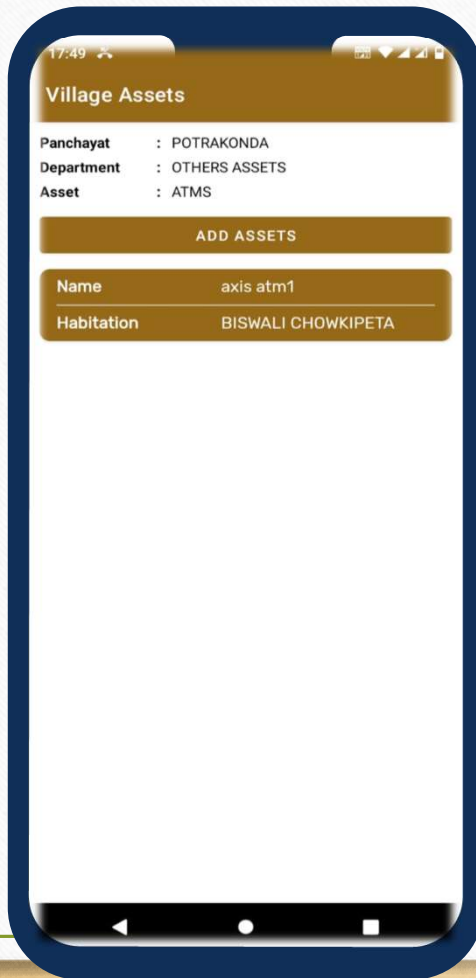 17:49
Village Assets
Panchayat : POTRAKONDA
Department : OTHERS ASSETS
Asset : ATMS
ADD ASSETS
Name axis atm1
Habitation BISWALI CHOWKIPETA